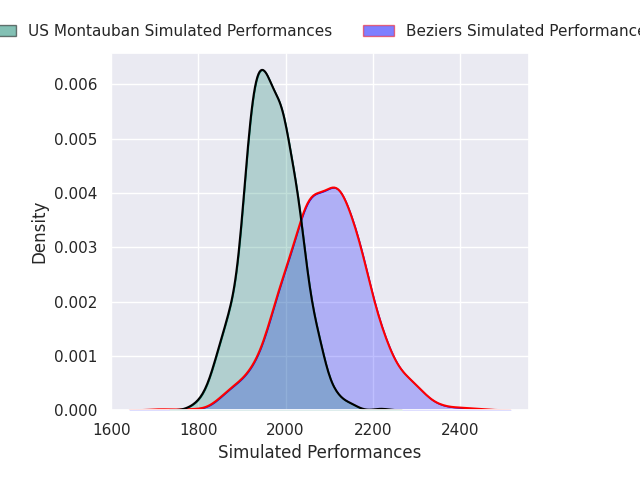 US Montauban Simulated Performances
Beziers Simulated Performance
0.006
0.005
0.004
0.003
0.002
0.001
0.000
Density
1600 1800 2000 2200 2400
Simulated Performances